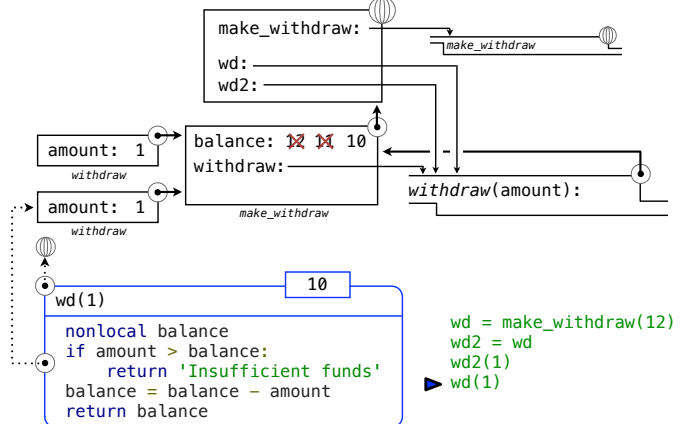 make_withdraw:
make_withdraw
wd:
wd2:
amount: 1
withdraw
balance: 12 11 10
withdraw:
make_withdraw
withdraw(amount):
amount: 1
withdraw
10
wd(1)
nonlocal balance
if amount > balance:
return 'Insufficient funds'
balance = balance − amount
return balance
wd = make_withdraw(12)
wd2 = wd
wd2(1)
wd(1)